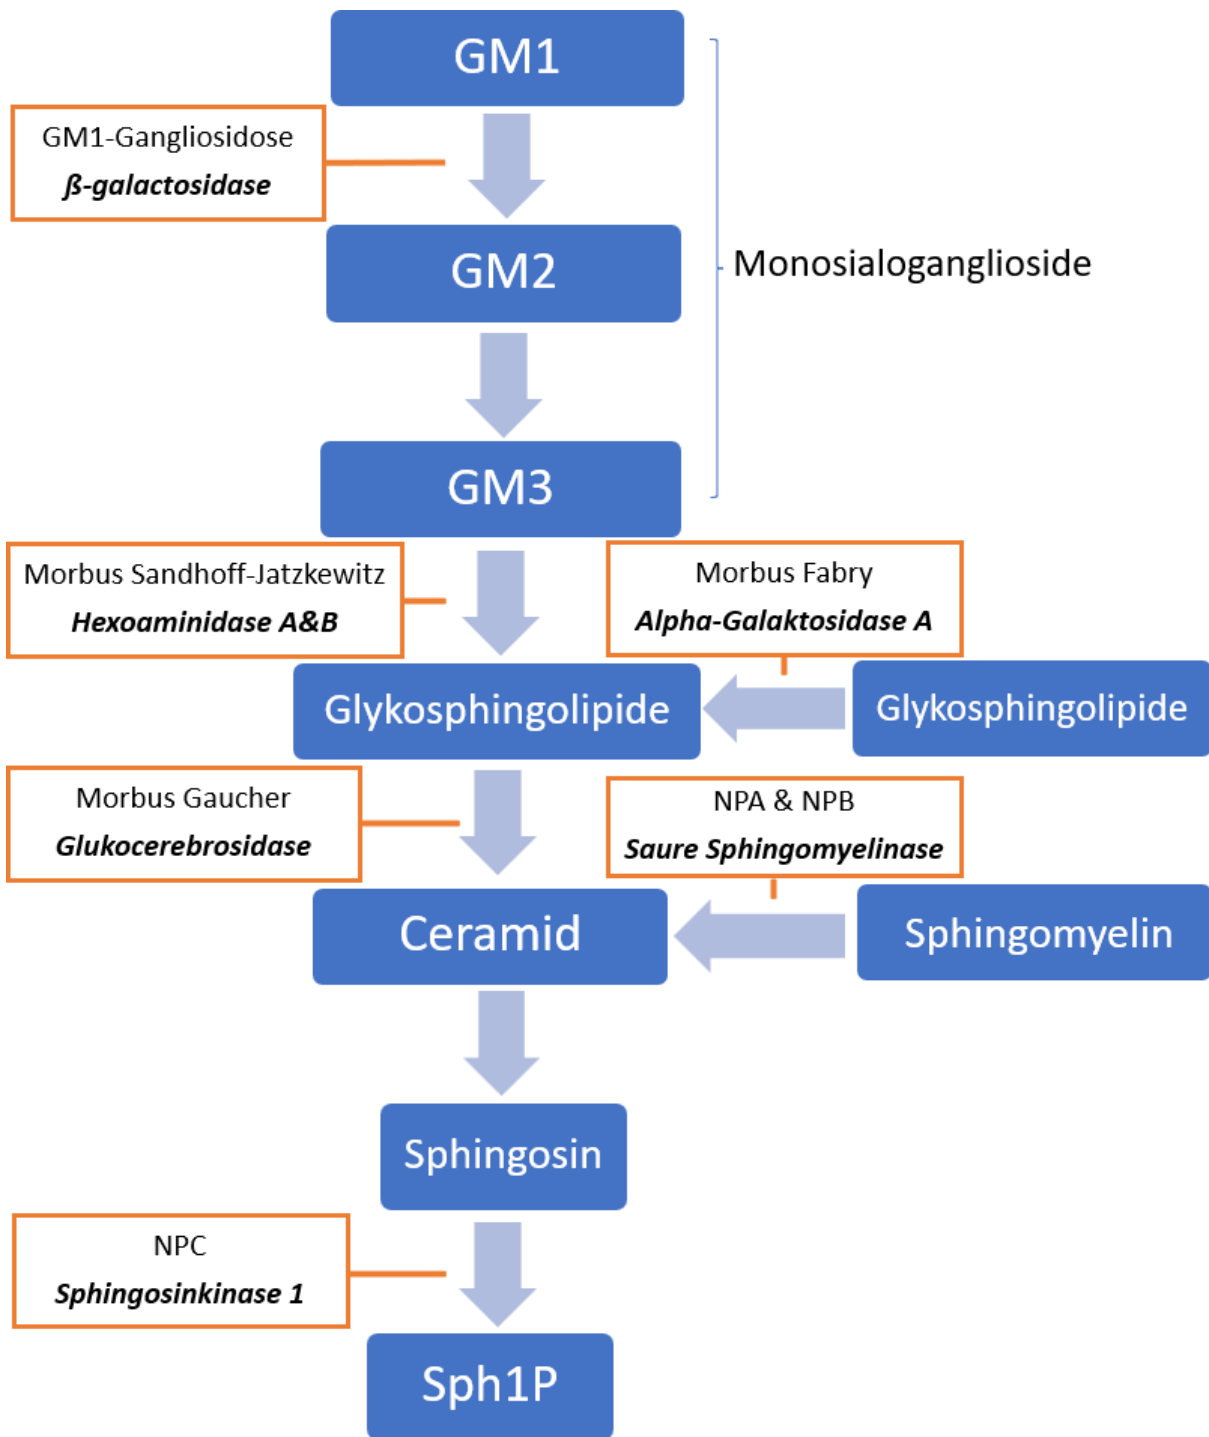 GM1
GM1-Gangliosidose
ß-galactosidase
GM2
Monosialoganglioside
GM3
Morbus Sandhoff-Jatzkewitz
Hexoaminidase A&B
Morbus Fabry
Alpha-Galaktosidase A
Glykosphingolipide
Glykosphingolipide
Morbus Gaucher
Glukocerebrosidase
NPA & NPB
Saure Sphingomyelinase
Ceramid
Sphingomyelin
Sphingosin
NPC
Sphingosinkinase 1
Sph1P